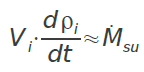 V_i · dρ_i/dt ≈ Ṁ_su